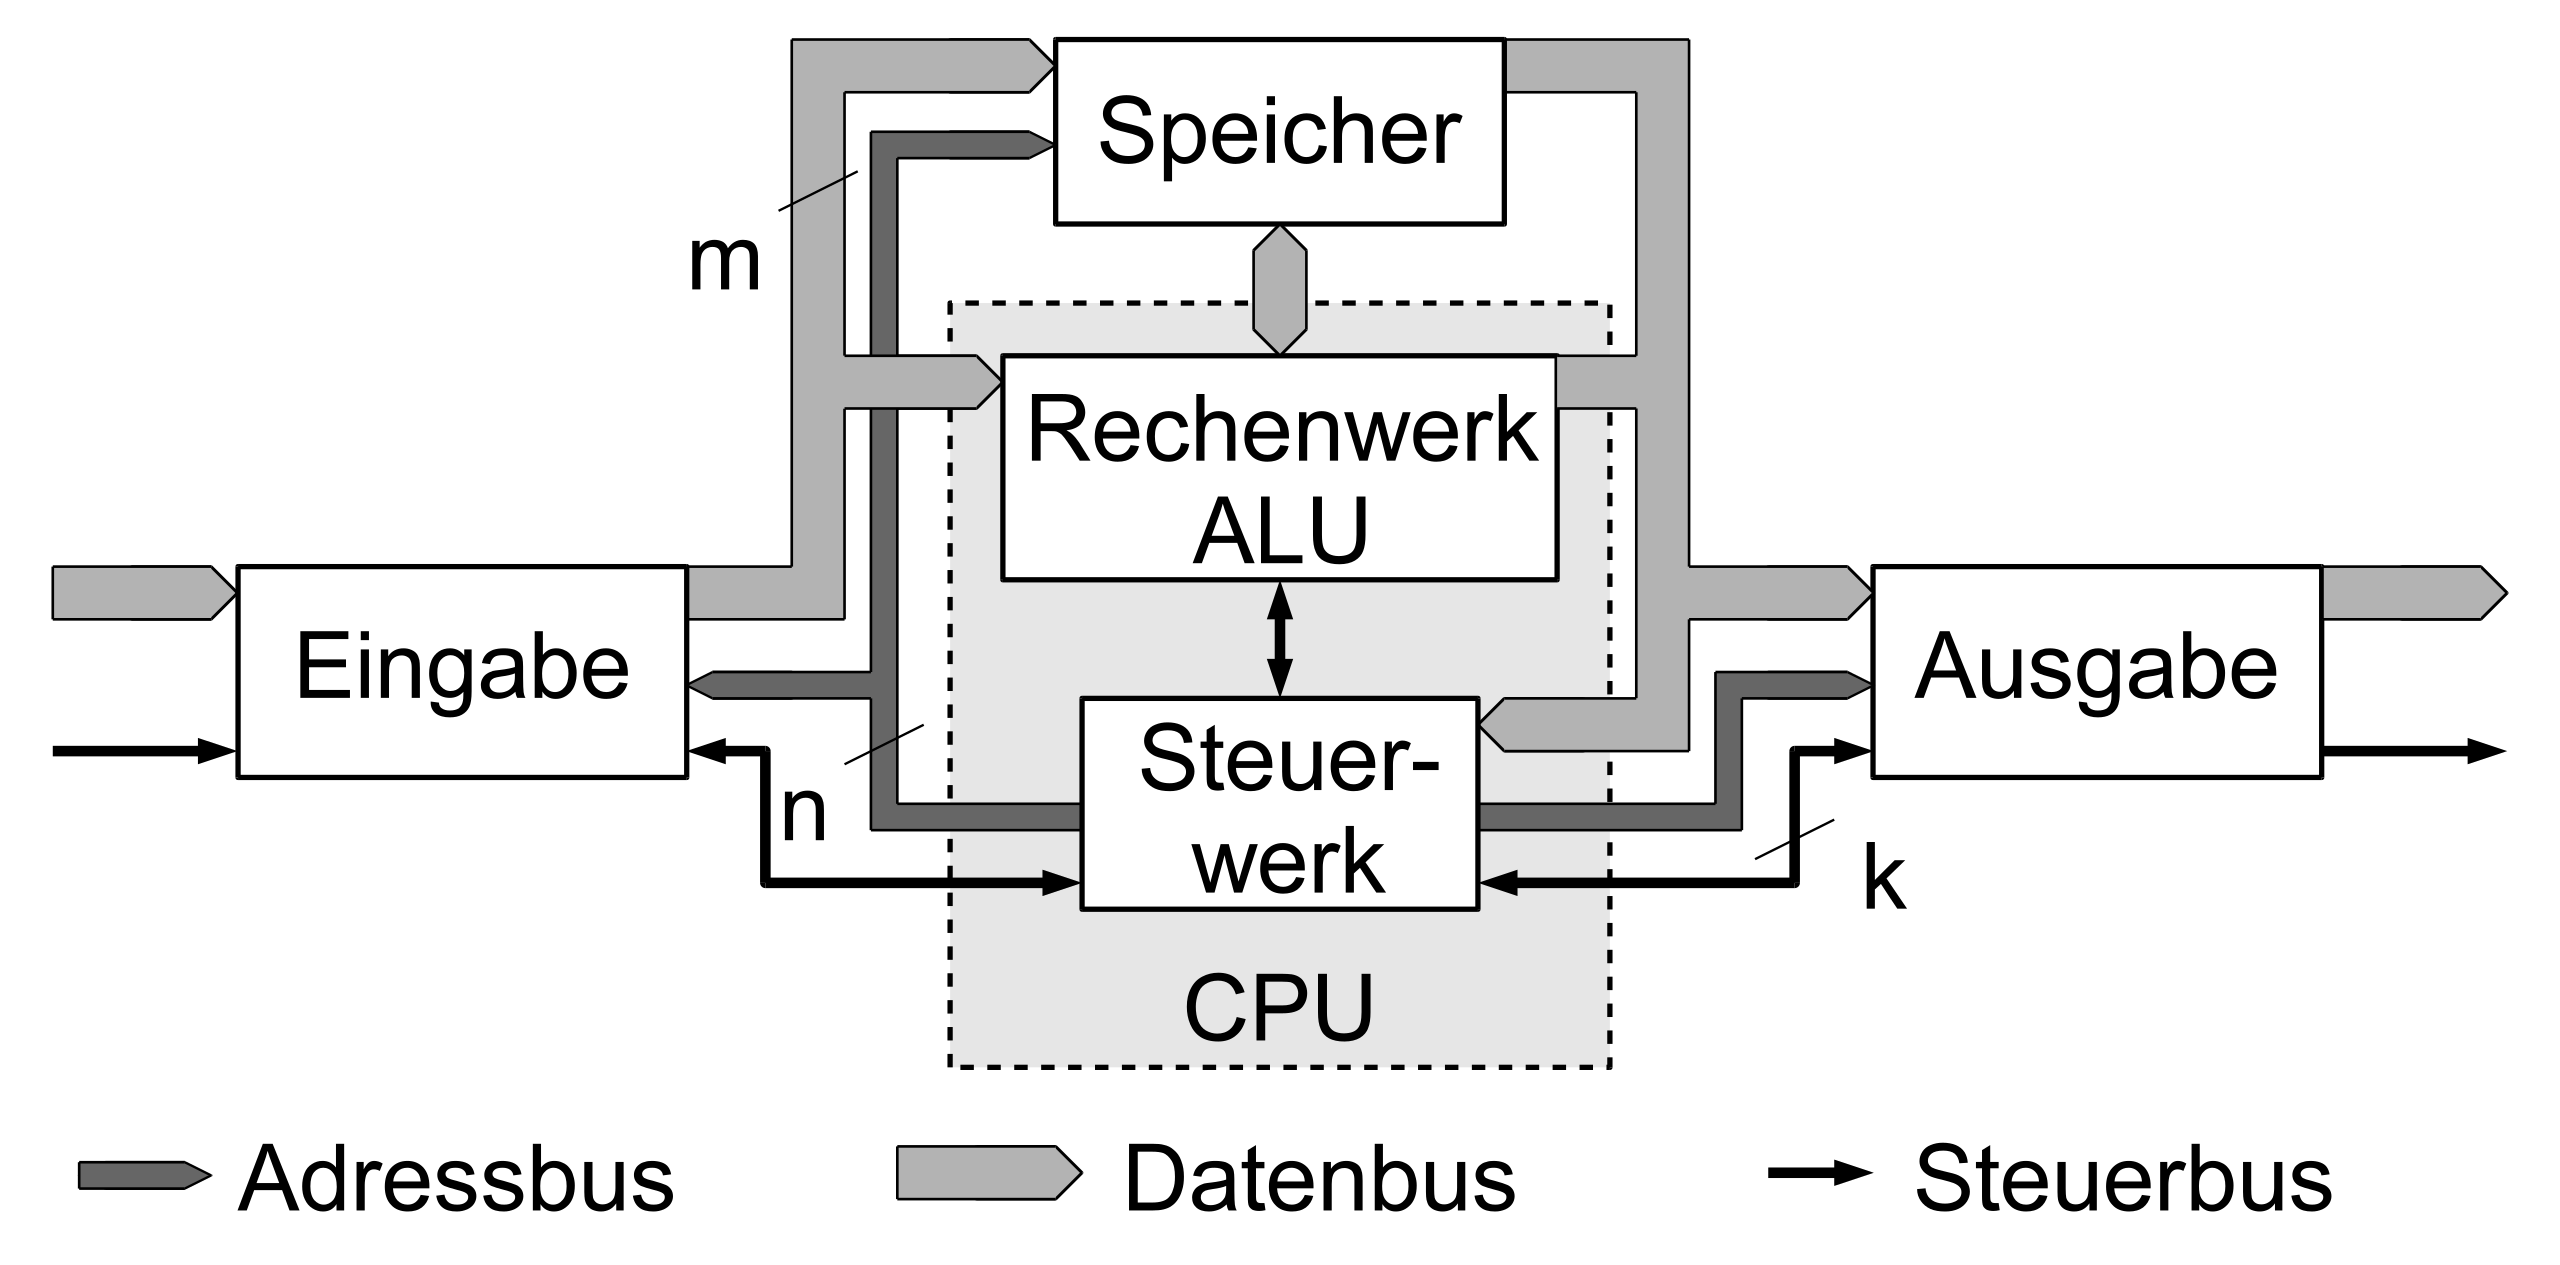 Speicher
m
Rechenwerk
ALU
Eingabe
Ausgabe
Steuer-
werk
n
k
CPU
Adressbus
Datenbus
Steuerbus